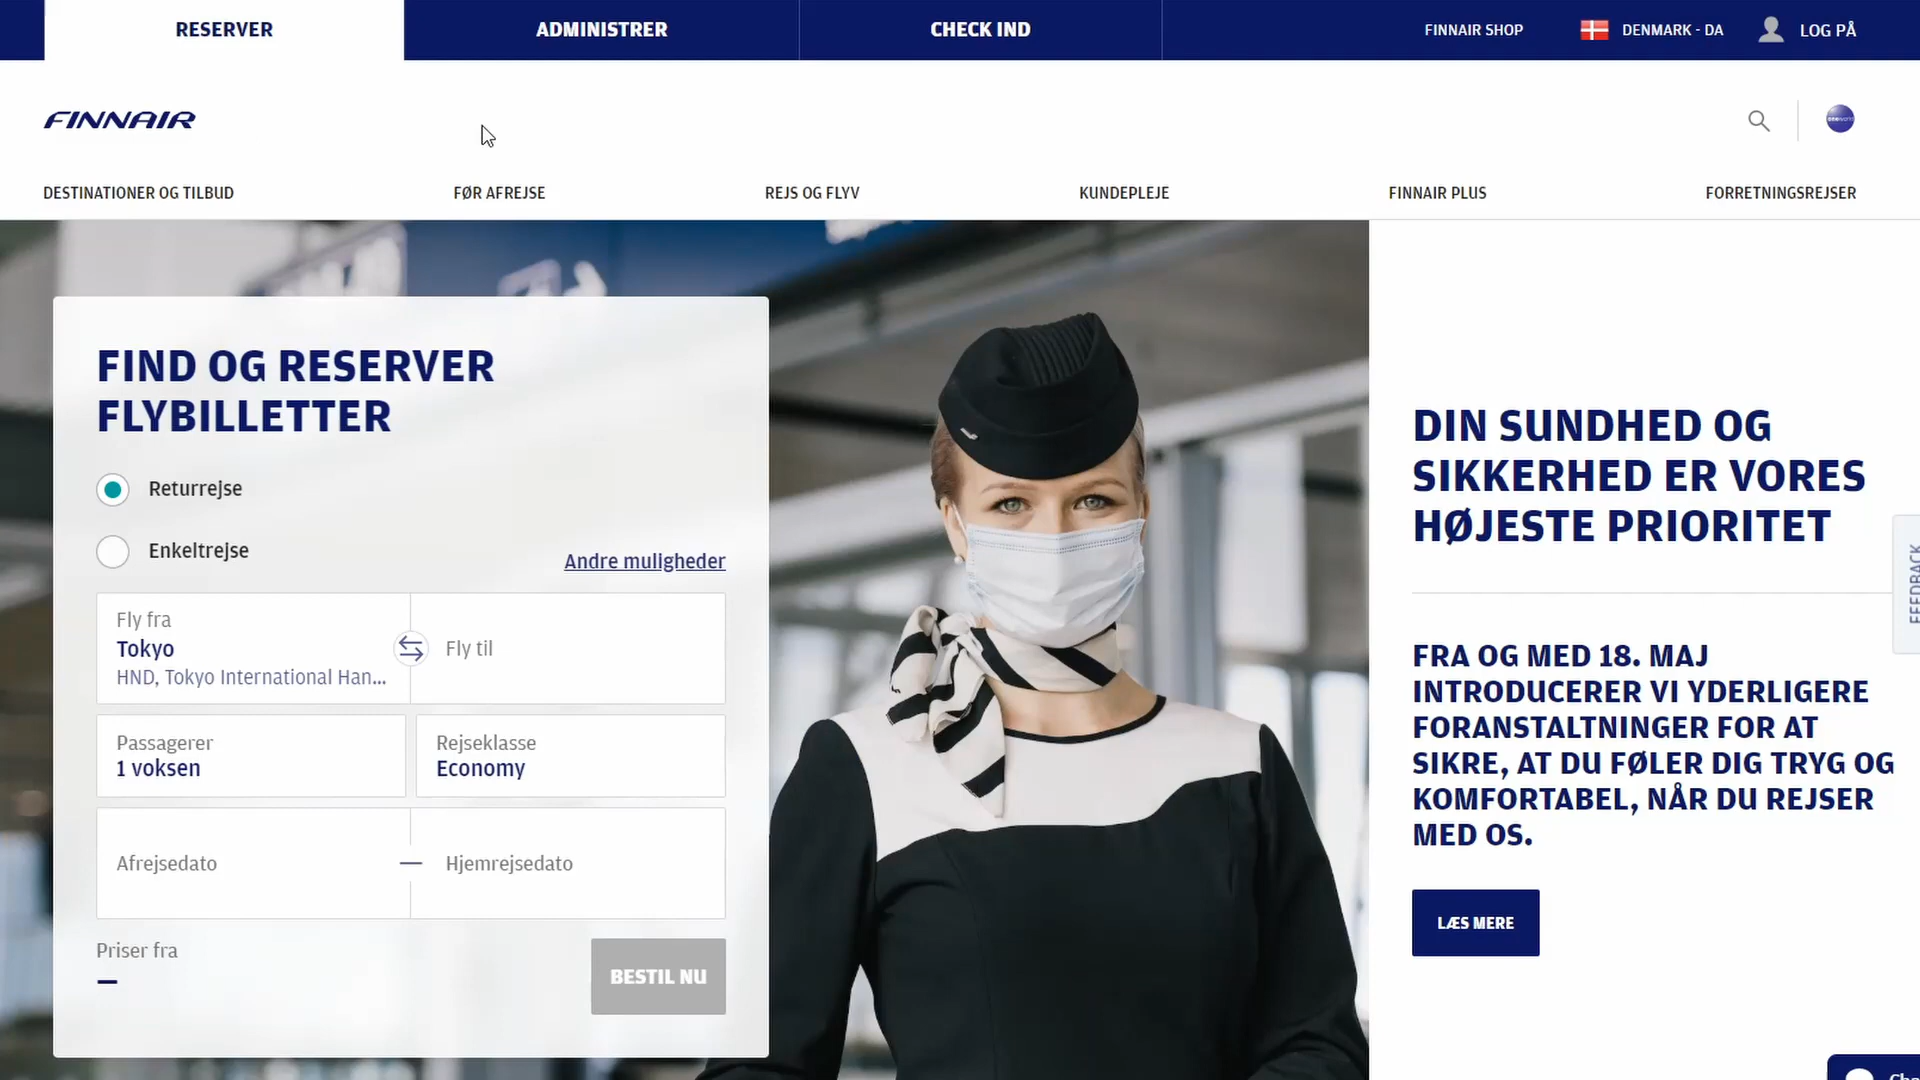 RESERVER
ADMINISTRER
CHECK IND
FINNAIR SHOP
DENMARK - DA
LOG PÅ
FINNAIR
DESTINATIONER OG TILBUD
FØR AFREJSE
REJS OG FLYV
KUNDEPLEJE
FINNAIR PLUS
FORRETNINGSREJSER
FIND OG RESERVER
FLYBILLETTER
Returrejse
Enkeltrejse
Andre muligheder
Fly fra
Tokyo
HND, Tokyo International Han...
Fly til
Passagerer
1 voksen
Rejseklasse
Economy
Afrejsedato
—
Hjemrejsedato
Priser fra
–
BESTIL NU
DIN SUNDHED OG
SIKKERHED ER VORES
HØJESTE PRIORITET
FRA OG MED 18. MAJ
INTRODUCERER VI YDERLIGERE
FORANSTALTNINGER FOR AT
SIKRE, AT DU FØLER DIG TRYG OG
KOMFORTABEL, NÅR DU REJSER
MED OS.
LÆS MERE
FEEDBACK